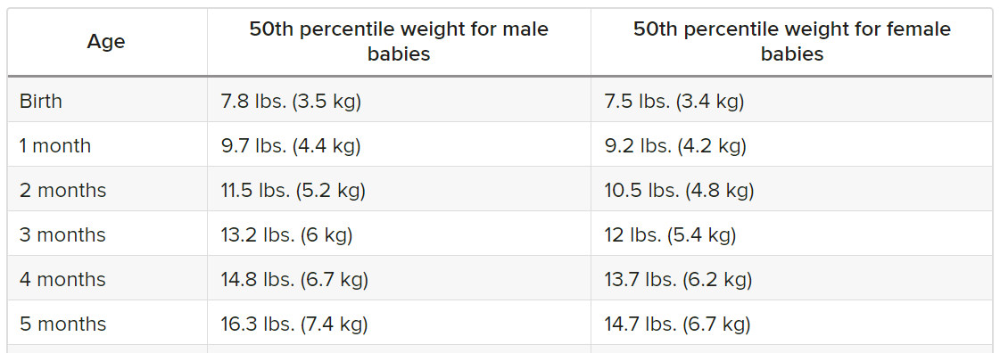 Age 50th percentile weight for male babies 50th percentile weight for female babies
Birth 7.8 lbs. (3.5 kg) 7.5 lbs. (3.4 kg)
1 month 9.7 lbs. (4.4 kg) 9.2 lbs. (4.2 kg)
2 months 11.5 lbs. (5.2 kg) 10.5 lbs. (4.8 kg)
3 months 13.2 lbs. (6 kg) 12 lbs. (5.4 kg)
4 months 14.8 lbs. (6.7 kg) 13.7 lbs. (6.2 kg)
5 months 16.3 lbs. (7.4 kg) 14.7 lbs. (6.7 kg)